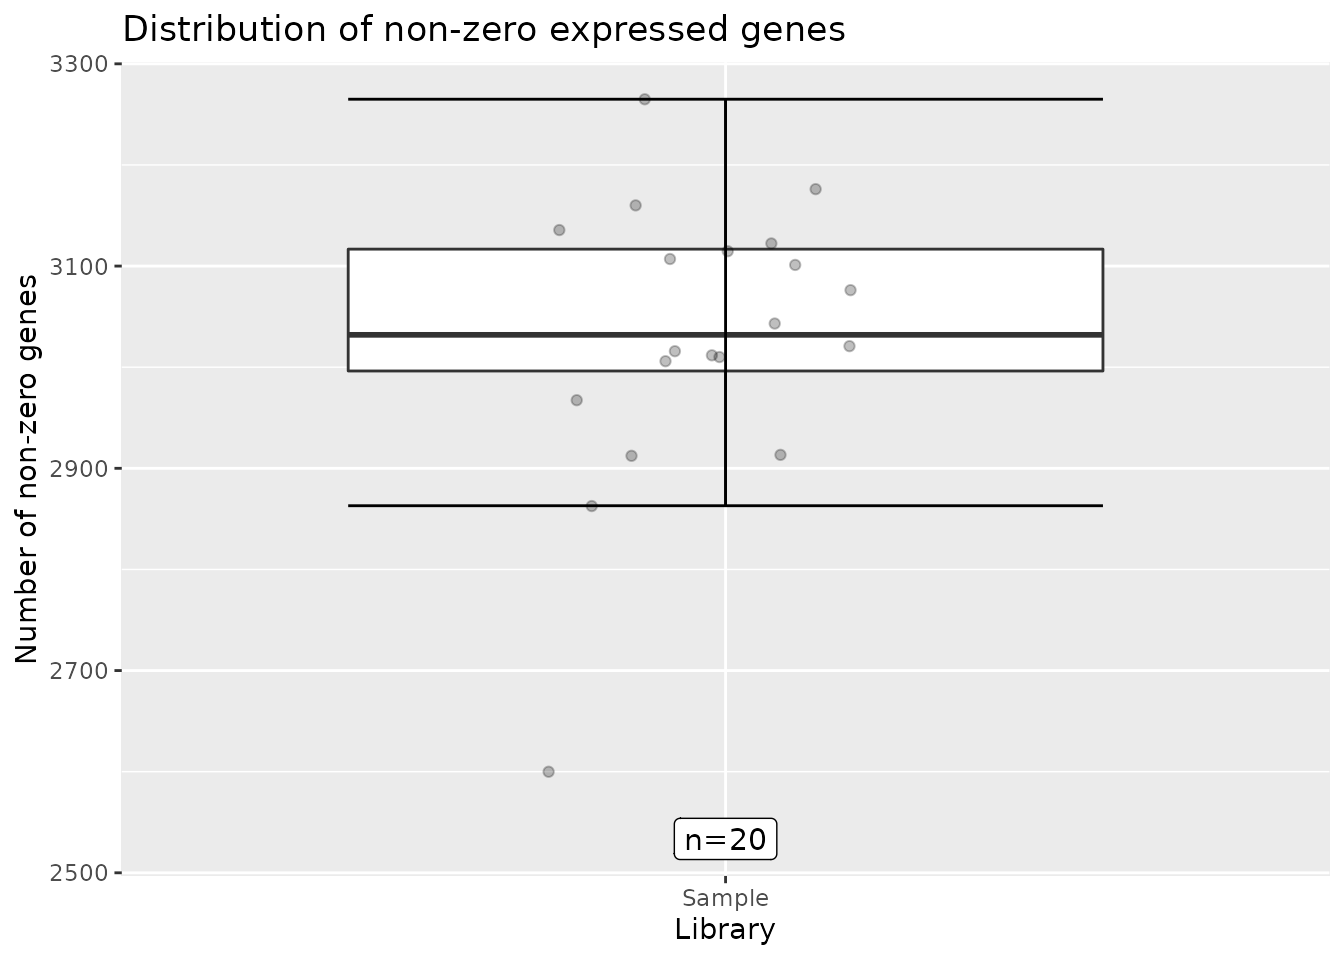 Distribution of non-zero expressed genes
Number of non-zero genes
3300
3100
2900
2700
2500
n=20
Sample
Library